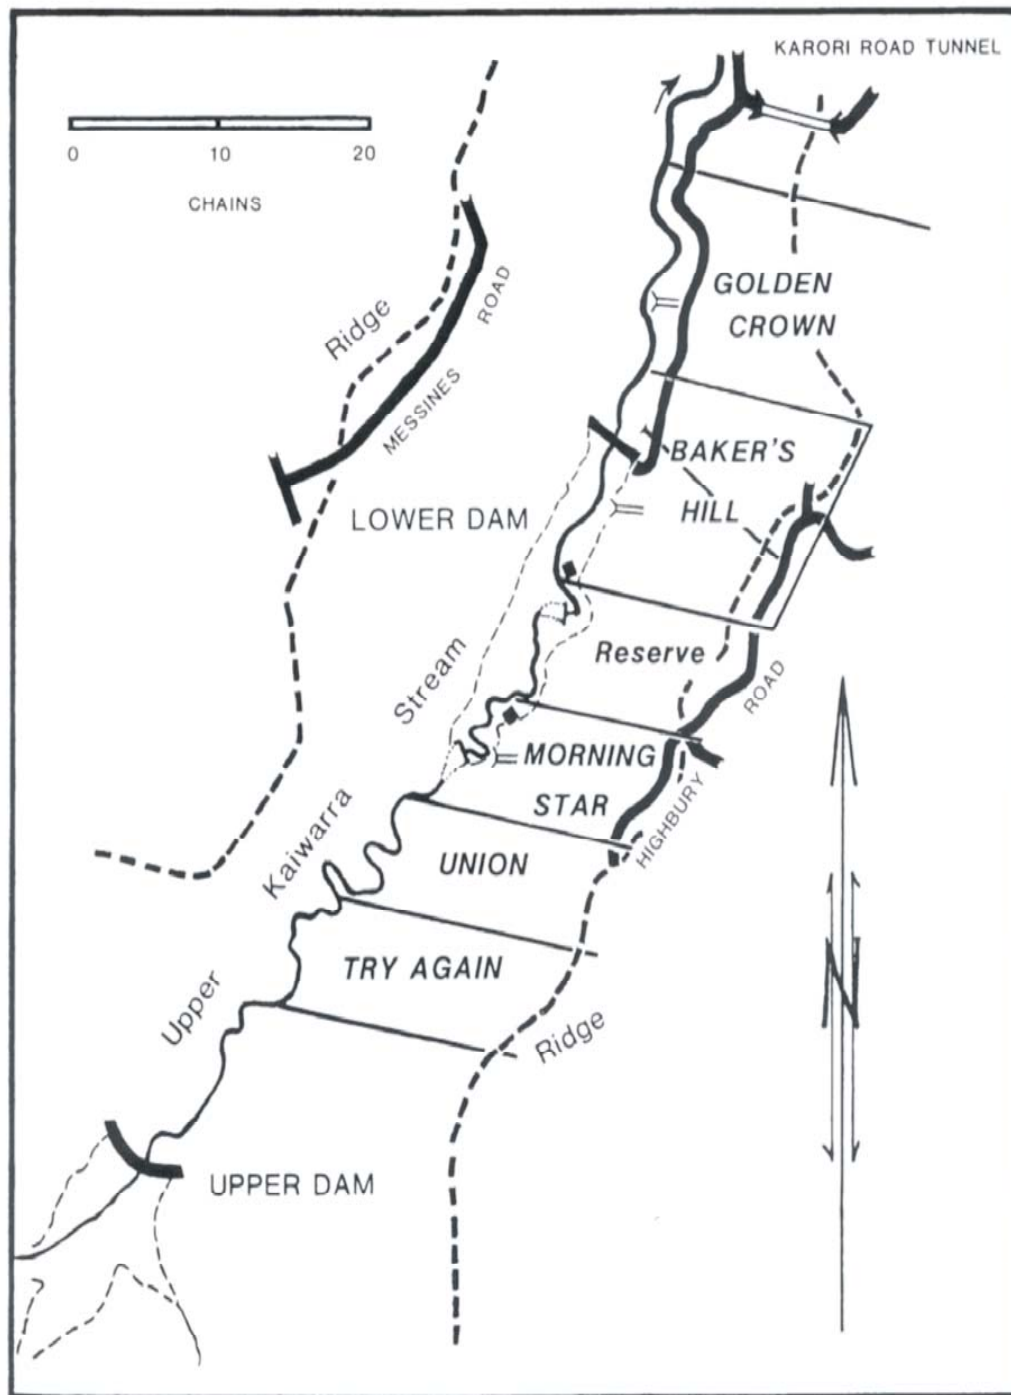 KARORI ROAD TUNNEL
0 10 20
CHAINS
GOLDEN
CROWN
Ridge
ROAD
MESSINES
BAKER'S
HILL
LOWER DAM
Reserve
ROAD
Stream
MORNING
STAR
HIGHBURY
Kaiwarra
UNION
TRY AGAIN
N
Upper
Ridge
UPPER DAM